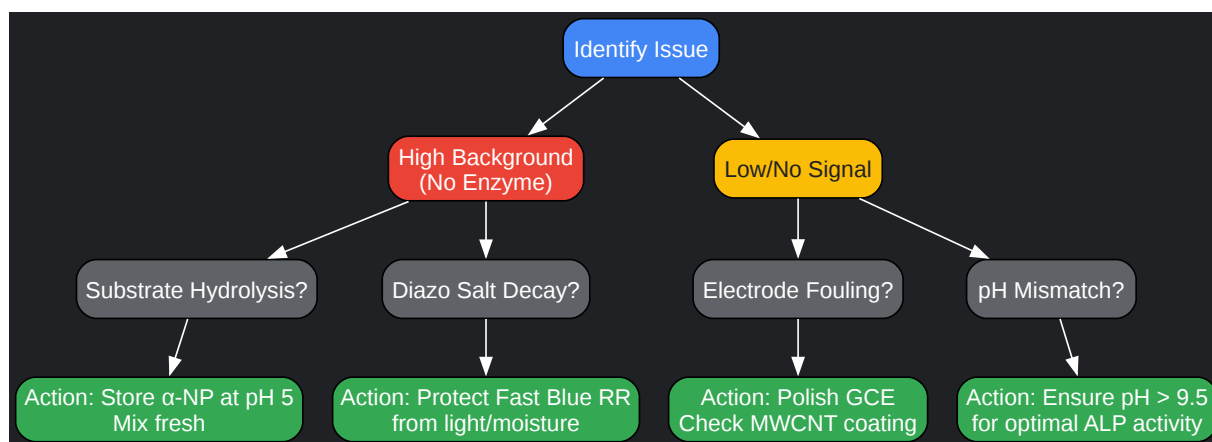 Identify Issue
High Background
(No Enzyme)
Low/No Signal
Substrate Hydrolysis?
Diazo Salt Decay?
Electrode Fouling?
pH Mismatch?
Action: Store α-NP at pH 5
Mix fresh
Action: Protect Fast Blue RR
from light/moisture
Action: Polish GCE
Check MWCNT coating
Action: Ensure pH > 9.5
for optimal ALP activity